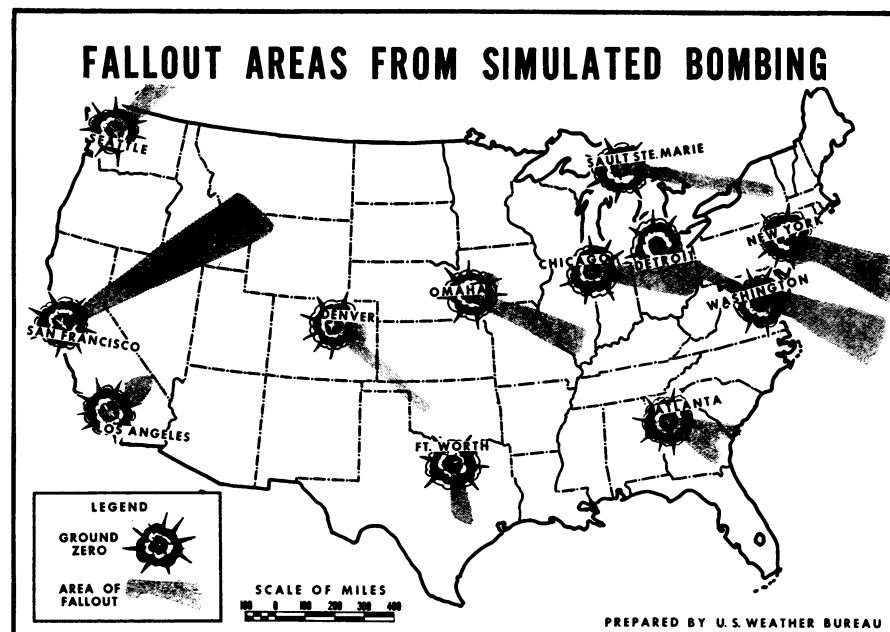 FALLOUT AREAS FROM SIMULATED BOMBING
SEATTLE
SAULT STE. MARIE
NEW YORK
CHICAGO
DETROIT
OMAHA
WASHINGTON
DENVER
SAN FRANCISCO
ATLANTA
LOS ANGELES
FT. WORTH
LEGEND
GROUND
ZERO
AREA OF
FALLOUT
SCALE OF MILES
100 0 100 200 300 400
PREPARED BY U.S. WEATHER BUREAU